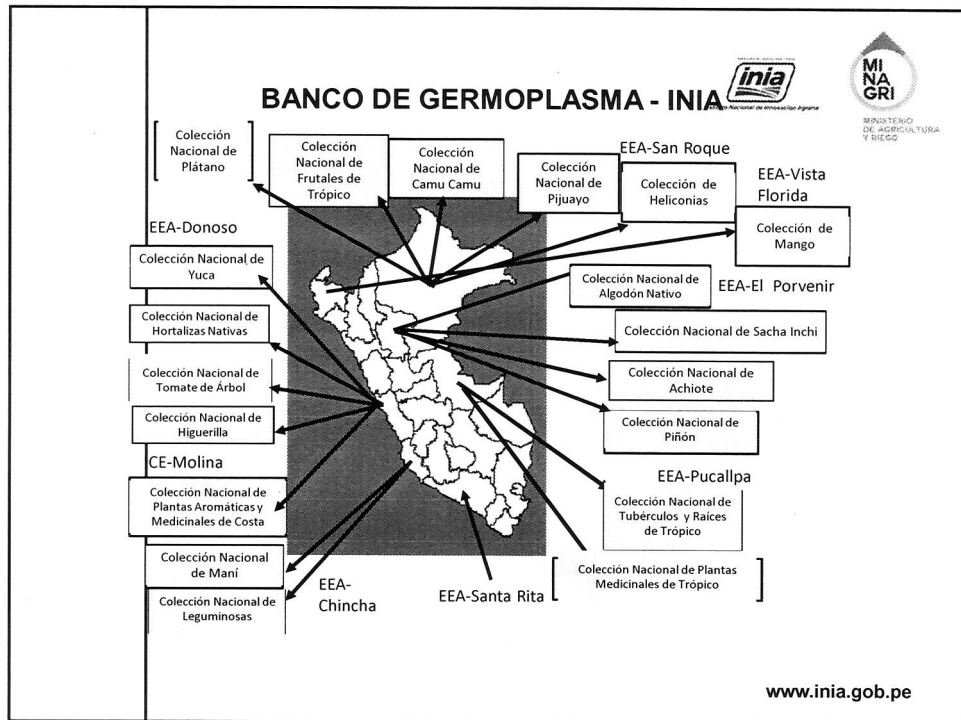 inia
MI
NA
GRI
MINISTERIO
DE AGRICULTURA
Y RIEGO
BANCO DE GERMOPLASMA - INIA
Colección
Nacional de
Plátano
Colección
Nacional de
Frutales de
Trópico
Colección
Nacional de
Camu Camu
Colección
Nacional de
Pijuayo
EEA-San Roque
Colección de
Heliconias
EEA-Vista
Florida
Colección de
Mango
EEA-Donoso
Colección Nacional de
Yuca
Colección Nacional de
Hortalizas Nativas
Colección Nacional de
Tomate de Árbol
Colección Nacional de
Higuerilla
CE-Molina
Colección Nacional de
Plantas Aromáticas y
Medicinales de Costa
Colección Nacional
de Maní
Colección Nacional de
Leguminosas
EEA-
Chincha
EEA-Santa Rita
Colección Nacional de
Algodón Nativo
EEA-El Porvenir
Colección Nacional de Sacha Inchi
Colección Nacional de
Achiote
Colección Nacional de
Piñón
EEA-Pucallpa
Colección Nacional de
Tubérculos y Raices
de Trópico
Colección Nacional de Plantas
Medicinales de Trópico
www.inia.gob.pe